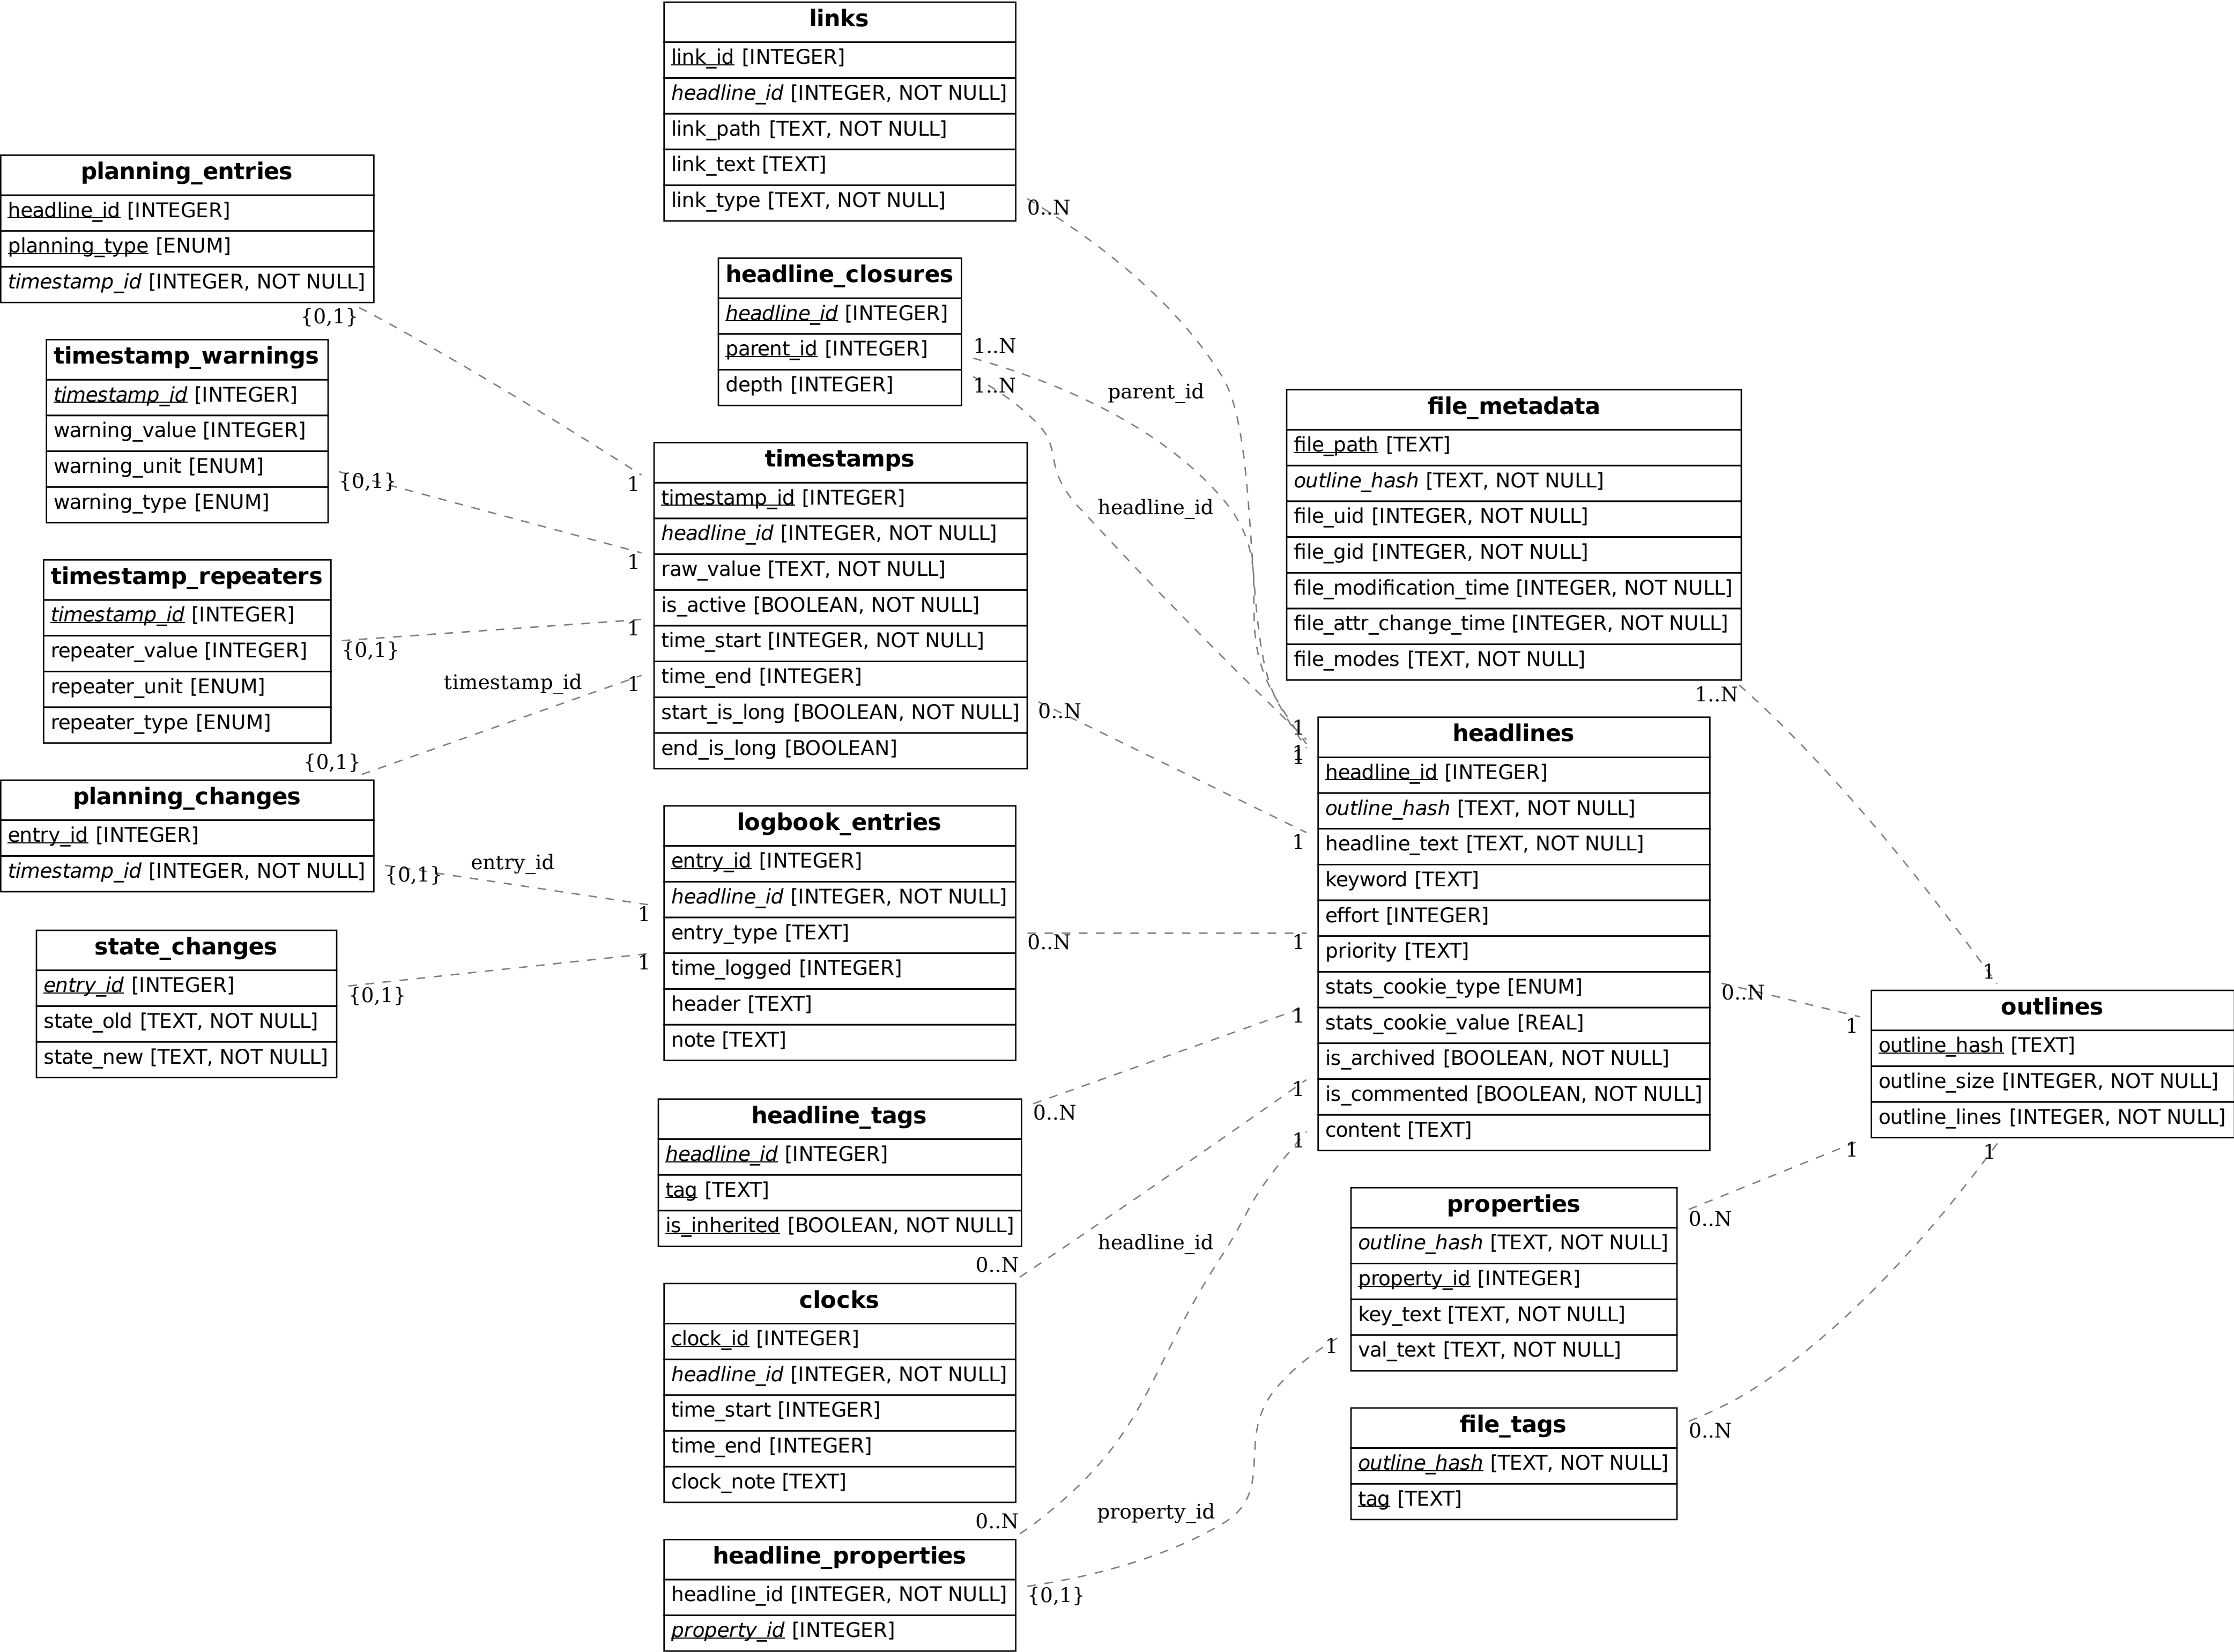 links
link_id [INTEGER]
headline_id [INTEGER, NOT NULL]
link_path [TEXT, NOT NULL]
link_text [TEXT]
link_type [TEXT, NOT NULL]
0..N
planning_entries
headline_id [INTEGER]
planning_type [ENUM]
timestamp_id [INTEGER, NOT NULL]
{0,1}
1
headline_closures
headline_id [INTEGER]
parent_id [INTEGER]
depth [INTEGER]
1..N
1..N
parent_id
headline_id
1
1
1
timestamp_warnings
timestamp_id [INTEGER]
warning_value [INTEGER]
warning_unit [ENUM]
warning_type [ENUM]
{0,1}
1
timestamps
timestamp_id [INTEGER]
headline_id [INTEGER, NOT NULL]
raw_value [TEXT, NOT NULL]
is_active [BOOLEAN, NOT NULL]
time_start [INTEGER, NOT NULL]
time_end [INTEGER]
start_is_long [BOOLEAN, NOT NULL]
end_is_long [BOOLEAN]
0..N
1
file_metadata
file_path [TEXT]
outline_hash [TEXT, NOT NULL]
file_uid [INTEGER, NOT NULL]
file_gid [INTEGER, NOT NULL]
file_modification_time [INTEGER, NOT NULL]
file_attr_change_time [INTEGER, NOT NULL]
file_modes [TEXT, NOT NULL]
1..N
1
timestamp_repeaters
timestamp_id [INTEGER]
repeater_value [INTEGER]
repeater_unit [ENUM]
repeater_type [ENUM]
{0,1}
1
timestamp_id
1
{0,1}
planning_changes
entry_id [INTEGER]
timestamp_id [INTEGER, NOT NULL]
{0,1}
entry_id
1
headlines
headline_id [INTEGER]
outline_hash [TEXT, NOT NULL]
headline_text [TEXT, NOT NULL]
keyword [TEXT]
effort [INTEGER]
priority [TEXT]
stats_cookie_type [ENUM]
stats_cookie_value [REAL]
is_archived [BOOLEAN, NOT NULL]
is_commented [BOOLEAN, NOT NULL]
content [TEXT]
0..N
1
logbook_entries
entry_id [INTEGER]
headline_id [INTEGER, NOT NULL]
entry_type [TEXT]
time_logged [INTEGER]
header [TEXT]
note [TEXT]
0..N
1
state_changes
entry_id [INTEGER]
state_old [TEXT, NOT NULL]
state_new [TEXT, NOT NULL]
{0,1}
1
outlines
outline_hash [TEXT]
outline_size [INTEGER, NOT NULL]
outline_lines [INTEGER, NOT NULL]
1
1
headline_tags
headline_id [INTEGER]
tag [TEXT]
is_inherited [BOOLEAN, NOT NULL]
0..N
1
properties
outline_hash [TEXT, NOT NULL]
property_id [INTEGER]
key_text [TEXT, NOT NULL]
val_text [TEXT, NOT NULL]
0..N
1
clocks
clock_id [INTEGER]
headline_id [INTEGER, NOT NULL]
time_start [INTEGER]
time_end [INTEGER]
clock_note [TEXT]
0..N
1
headline_id
1
file_tags
outline_hash [TEXT, NOT NULL]
tag [TEXT]
0..N
0..N
headline_properties
headline_id [INTEGER, NOT NULL]
property_id [INTEGER]
{0,1}
property_id